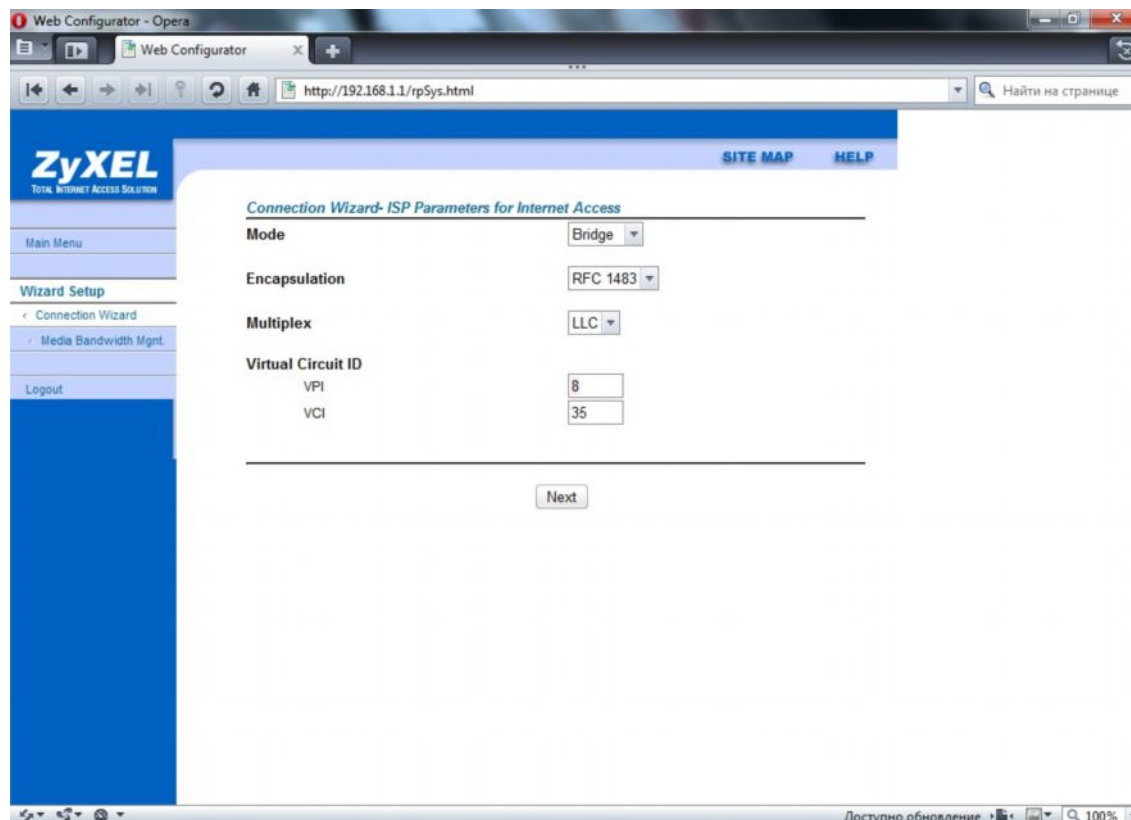 Web Configurator - Opera
Web Configurator
http://192.168.1.1/rpSys.html
Найти на странице
ZyXEL
TOTAL INTERNET ACCESS SOLUTION
SITE MAP HELP
Main Menu
Wizard Setup
Connection Wizard
Media Bandwidth Mgnt.
Logout
Connection Wizard- ISP Parameters for Internet Access
Mode Bridge
Encapsulation RFC 1483
Multiplex LLC
Virtual Circuit ID
VPI 8
VCI 35
Next
Доступно обновление 100%